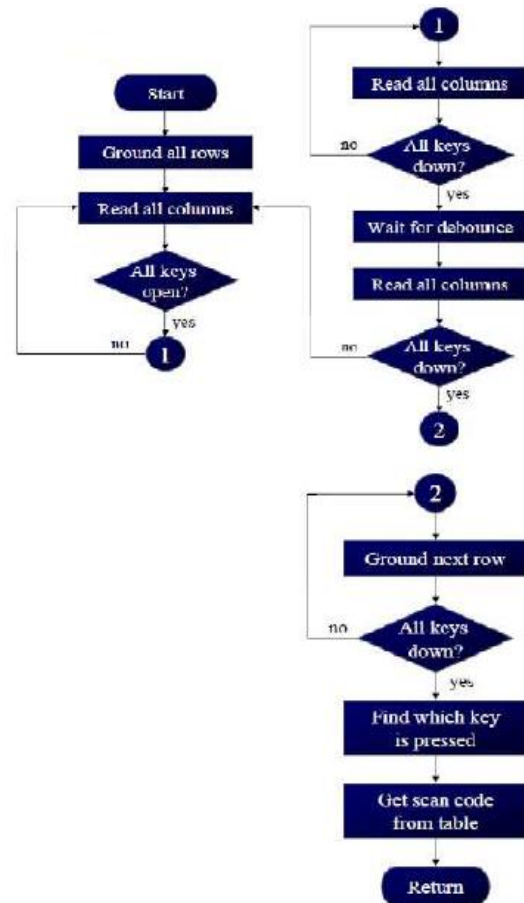 Start
Ground all rows
Read all columns
All keys
open?
yes
no
1
1
Read all columns
All keys
down?
no
yes
Wait for debounce
Read all columns
All keys
down?
no
yes
2
2
Ground next row
All keys
down?
no
yes
Find which key
is pressed
Get scan code
from table
Return